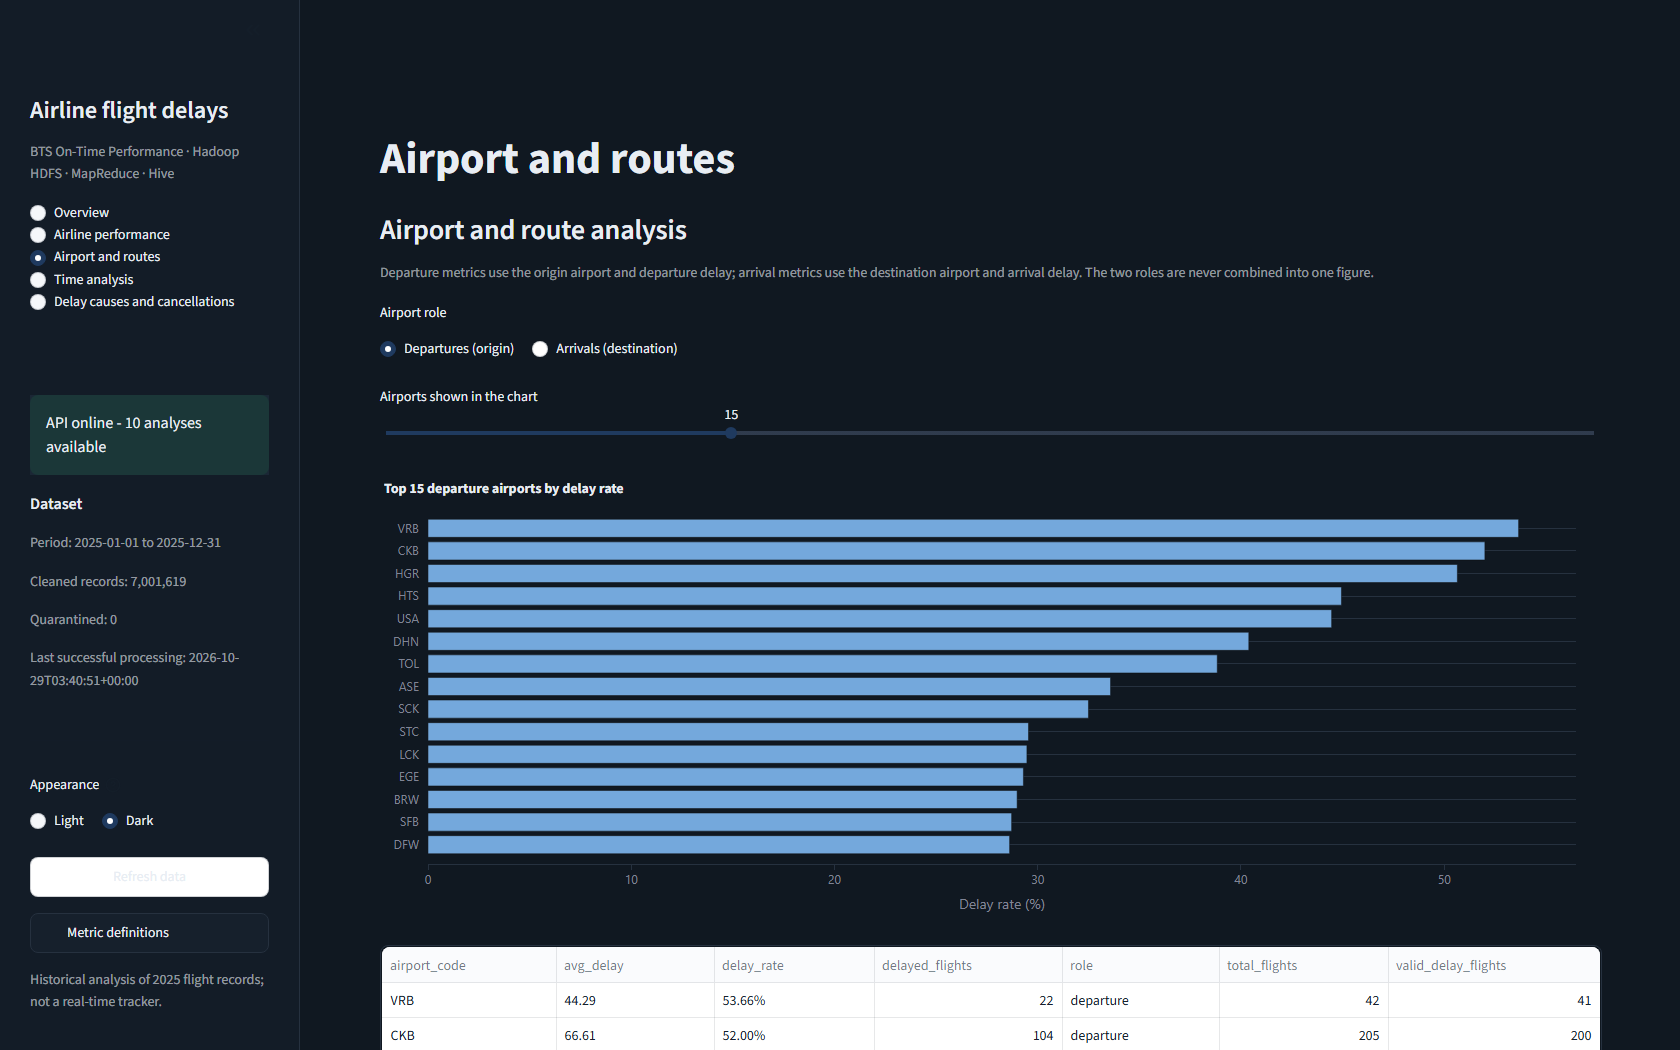 Airline flight delays
BTS On-Time Performance · Hadoop
HDFS · MapReduce · Hive
Overview
Airline performance
Airport and routes
Time analysis
Delay causes and cancellations
API online - 10 analyses
available
Dataset
Period: 2025-01-01 to 2025-12-31
Cleaned records: 7,001,619
Quarantined: 0
Last successful processing: 2026-10-
29T03:40:51+00:00
Appearance
Light Dark
Refresh data
Metric definitions
Historical analysis of 2025 flight records;
not a real-time tracker.
Airport and routes
Airport and route analysis
Departure metrics use the origin airport and departure delay; arrival metrics use the destination airport and arrival delay. The two roles are never combined into one figure.
Airport role
Departures (origin) Arrivals (destination)
Airports shown in the chart
15
Top 15 departure airports by delay rate
VRB
CKB
HGR
HTS
USA
DHN
TOL
ASE
SCK
STC
LCK
EGE
BRW
SFB
DFW
0 10 20 30 40 50
Delay rate (%)
airport_code avg_delay delay_rate delayed_flights role total_flights valid_delay_flights
VRB 44.29 53.66% 22 departure 42 41
CKB 66.61 52.00% 104 departure 205 200